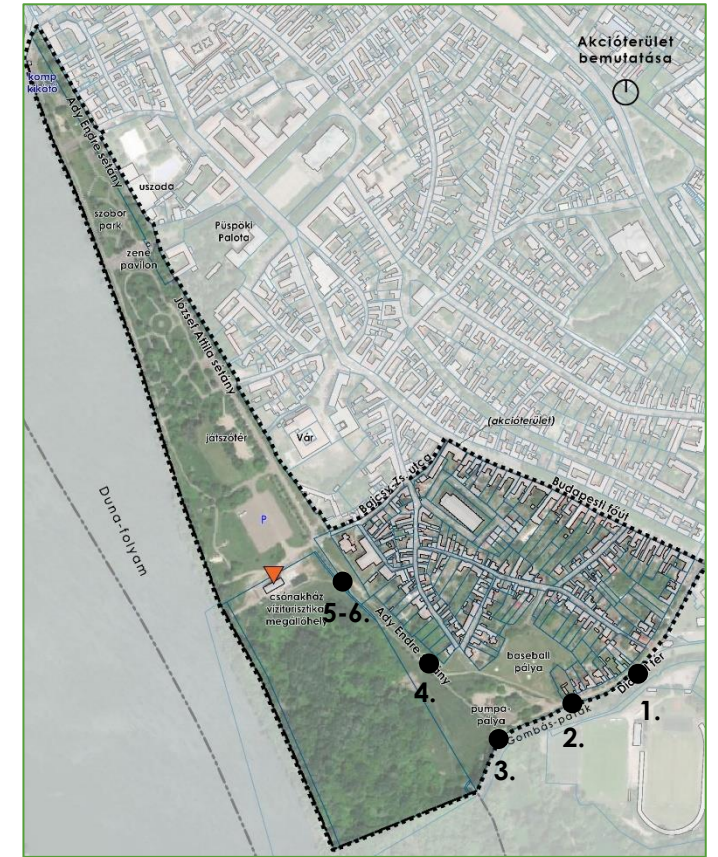 Akcióterület
bemutatása
komp
kikötő
Ady Endre sétány
uszoda
szobor
park
Püspöki
Palota
zene
pavilon
József Attila sétány
játszótér
Vár
(akcióterület)
Bajcsy-Zs. utca
Budapesti főút
Duna-folyam
P
csónakház
víziturisztikai
megállóhely
5-6.
Ady Endre
4.
baseball
pálya
1.
pumpa-
pálya
Gombás-patak
2.
3.